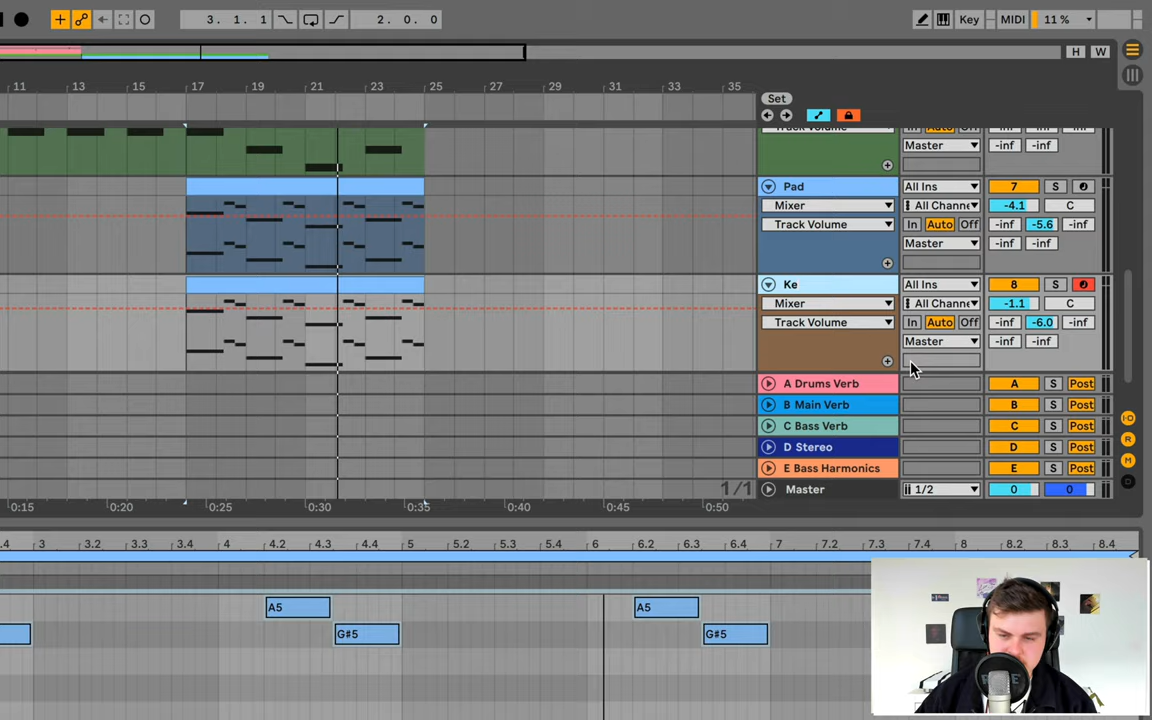 3. 1. 1
2. 0. 0
Key
MIDI
11 %
H W
11 13 15 17 19 21 23 25 27 29 31 33 35
Set
Track Volume
In Auto Off
-inf -inf -inf
Master
-inf -inf
Pad
All Ins
7
S
Mixer
All Channe
-4.1
C
Track Volume
In Auto Off
-inf -5.6 -inf
Master
-inf -inf
Ke
All Ins
8
S
Mixer
All Channe
-1.1
C
Track Volume
In Auto Off
-inf -6.0 -inf
Master
-inf -inf
A Drums Verb
A S Post
B Main Verb
B S Post
C Bass Verb
C S Post
D Stereo
D S Post
E Bass Harmonics
E S Post
1/1
Master
1/2
0 0
0:15 0:20 0:25 0:30 0:35 0:40 0:45 0:50
I·O
R
M
D
.4 3 3.2 3.3 3.4 4 4.2 4.3 4.4 5 5.2 5.3 5.4 6 6.2 6.3 6.4 7 7.2 7.3 7.4 8 8.2 8.3 8.4
A5
A5
G#5
G#5